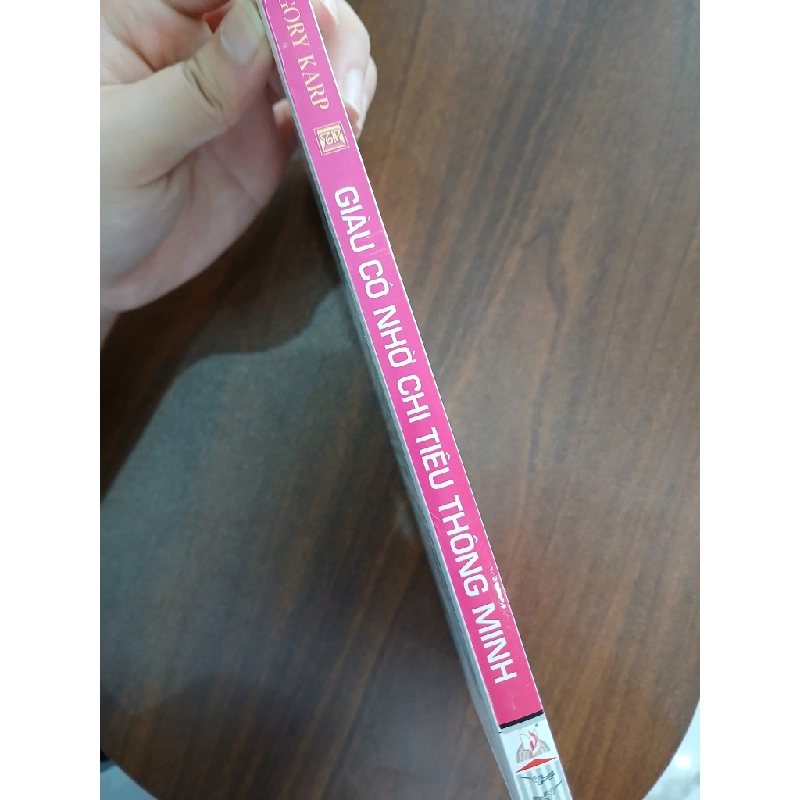 GORY KARP
GIÀU CÓ NHỜ CHI TIÊU THÔNG MINH